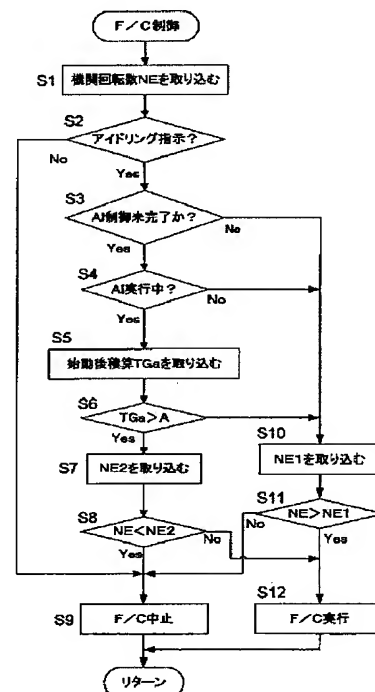 F/C制御
S1
機関回転数NEを取り込む
S2
アイドリング指示?
No
Yes
S3
AI制御未完了か?
No
Yes
S4
AI実行中?
No
Yes
S5
始動後積算TGaを取り込む
S6
TGa>A
Yes
S7
NE2を取り込む
S10
NE1を取り込む
S8
NE<NE2
No
Yes
S11
NE>NE1
No
Yes
S9
F/C中止
S12
F/C実行
リターン